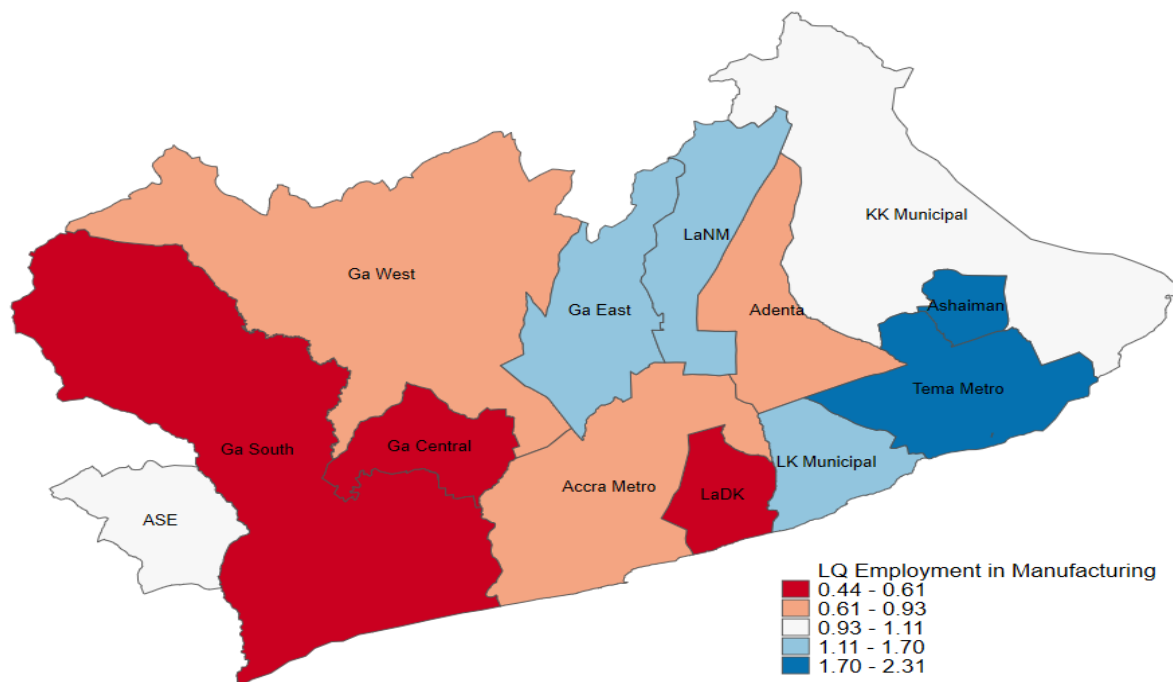 KK Municipal
LaNM
Ga West
Ga East
Adenta
Ashaiman
Tema Metro
Ga South
Ga Central
LK Municipal
Accra Metro
LaDK
ASE
LQ Employment in Manufacturing
0.44 - 0.61
0.61 - 0.93
0.93 - 1.11
1.11 - 1.70
1.70 - 2.31